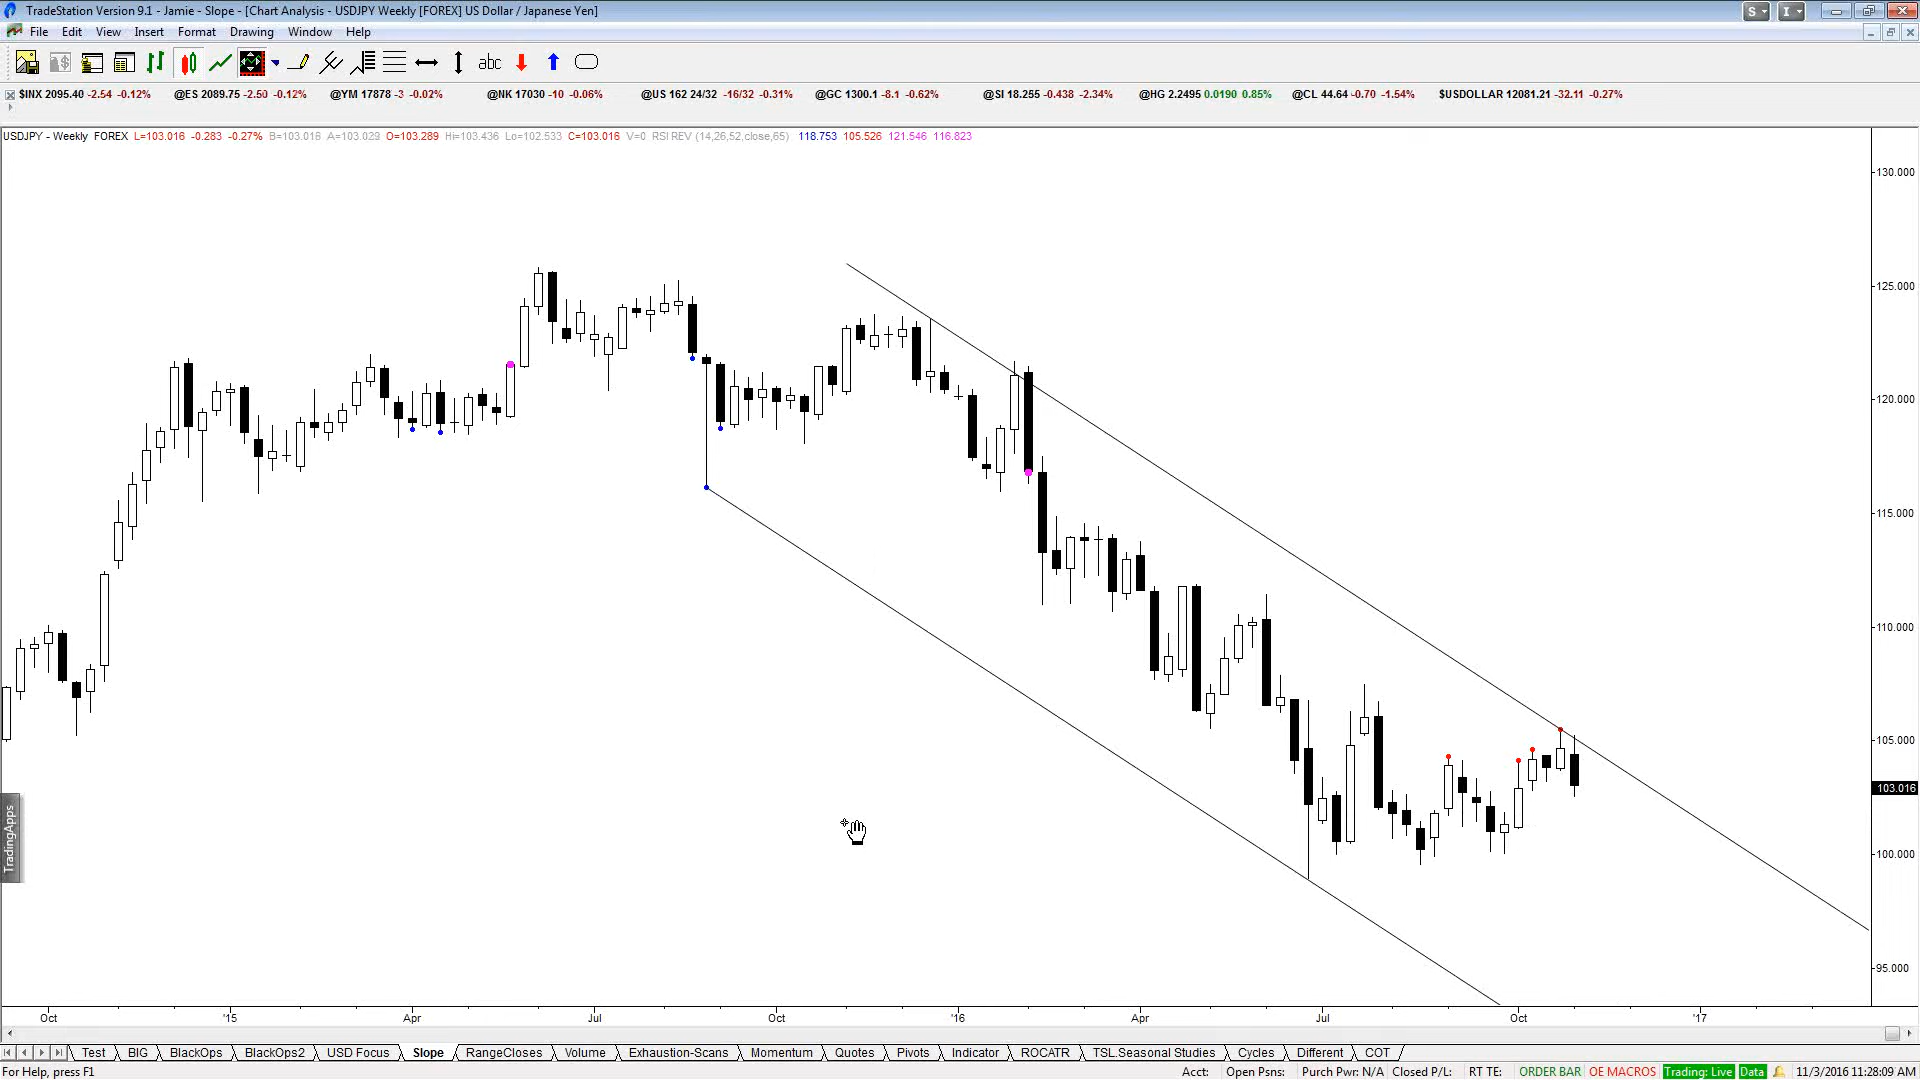 TradeStation Version 9.1 - Jamie - Slope - [Chart Analysis - USDJPY Weekly [FOREX] US Dollar / Japanese Yen]
S I
File Edit View Insert Format Drawing Window Help
abc
$INX 2095.40 -2.54 -0.12% @ES 2089.75 -2.50 -0.12% @YM 17878 -3 -0.02% @NK 17030 -10 -0.06% @US 162 24/32 -16/32 -0.31% @GC 1300.1 -8.1 -0.62% @SI 18.255 -0.438 -2.34% @HG 2.2495 0.0190 0.85% @CL 44.64 -0.70 -1.54% $USDOLLAR 12081.21 -32.11 -0.27%
USDJPY - Weekly FOREX L=103.016 -0.283 -0.27% B=103.016 A=103.029 O=103.289 Hi=103.436 Lo=102.533 C=103.016 V=0 RSI REV (14,26,52,close,65) 118.753 105.526 121.546 116.823
130.000
125.000
120.000
115.000
110.000
105.000
103.016
100.000
95.000
TradingApps
Oct '15 Apr Jul Oct '16 Apr Jul Oct '17
Test BIG BlackOps BlackOps2 USD Focus Slope RangeCloses Volume Exhaustion-Scans Momentum Quotes Pivots Indicator ROCATR TSL.Seasonal Studies Cycles Different COT
For Help, press F1 Acct: Open Psns: Purch Pwr: N/A Closed P/L: RT TE: ORDER BAR OE MACROS Trading: Live Data 11/3/2016 11:28:09 AM